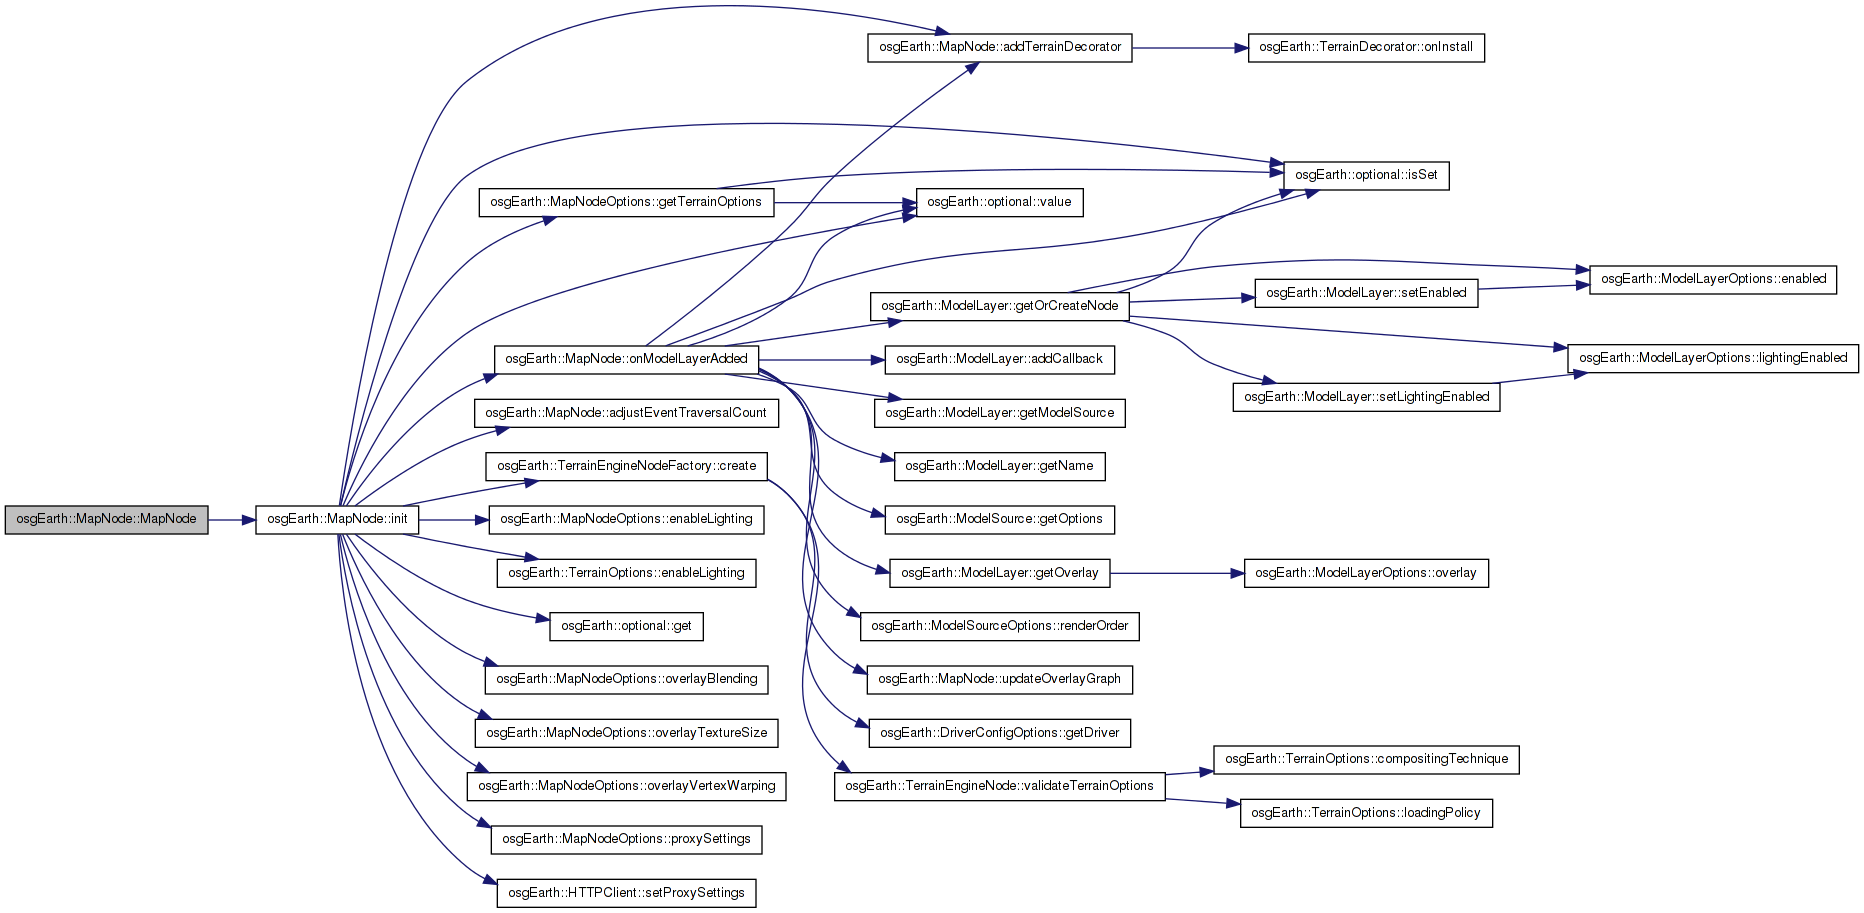 osgEarth::MapNode::MapNode
osgEarth::MapNode::init
osgEarth::MapNodeOptions::getTerrainOptions
osgEarth::MapNode::onModelLayerAdded
osgEarth::MapNode::adjustEventTraversalCount
osgEarth::TerrainEngineNodeFactory::create
osgEarth::MapNodeOptions::enableLighting
osgEarth::TerrainOptions::enableLighting
osgEarth::optional::get
osgEarth::MapNodeOptions::overlayBlending
osgEarth::MapNodeOptions::overlayTextureSize
osgEarth::MapNodeOptions::overlayVertexWarping
osgEarth::MapNodeOptions::proxySettings
osgEarth::HTTPClient::setProxySettings
osgEarth::MapNode::addTerrainDecorator
osgEarth::optional::value
osgEarth::ModelLayer::getOrCreateNode
osgEarth::ModelLayer::addCallback
osgEarth::ModelLayer::getModelSource
osgEarth::ModelLayer::getName
osgEarth::ModelSource::getOptions
osgEarth::ModelLayer::getOverlay
osgEarth::ModelSourceOptions::renderOrder
osgEarth::MapNode::updateOverlayGraph
osgEarth::DriverConfigOptions::getDriver
osgEarth::TerrainEngineNode::validateTerrainOptions
osgEarth::TerrainDecorator::onInstall
osgEarth::optional::isSet
osgEarth::ModelLayer::setEnabled
osgEarth::ModelLayer::setLightingEnabled
osgEarth::ModelLayerOptions::overlay
osgEarth::TerrainOptions::compositingTechnique
osgEarth::TerrainOptions::loadingPolicy
osgEarth::ModelLayerOptions::enabled
osgEarth::ModelLayerOptions::lightingEnabled